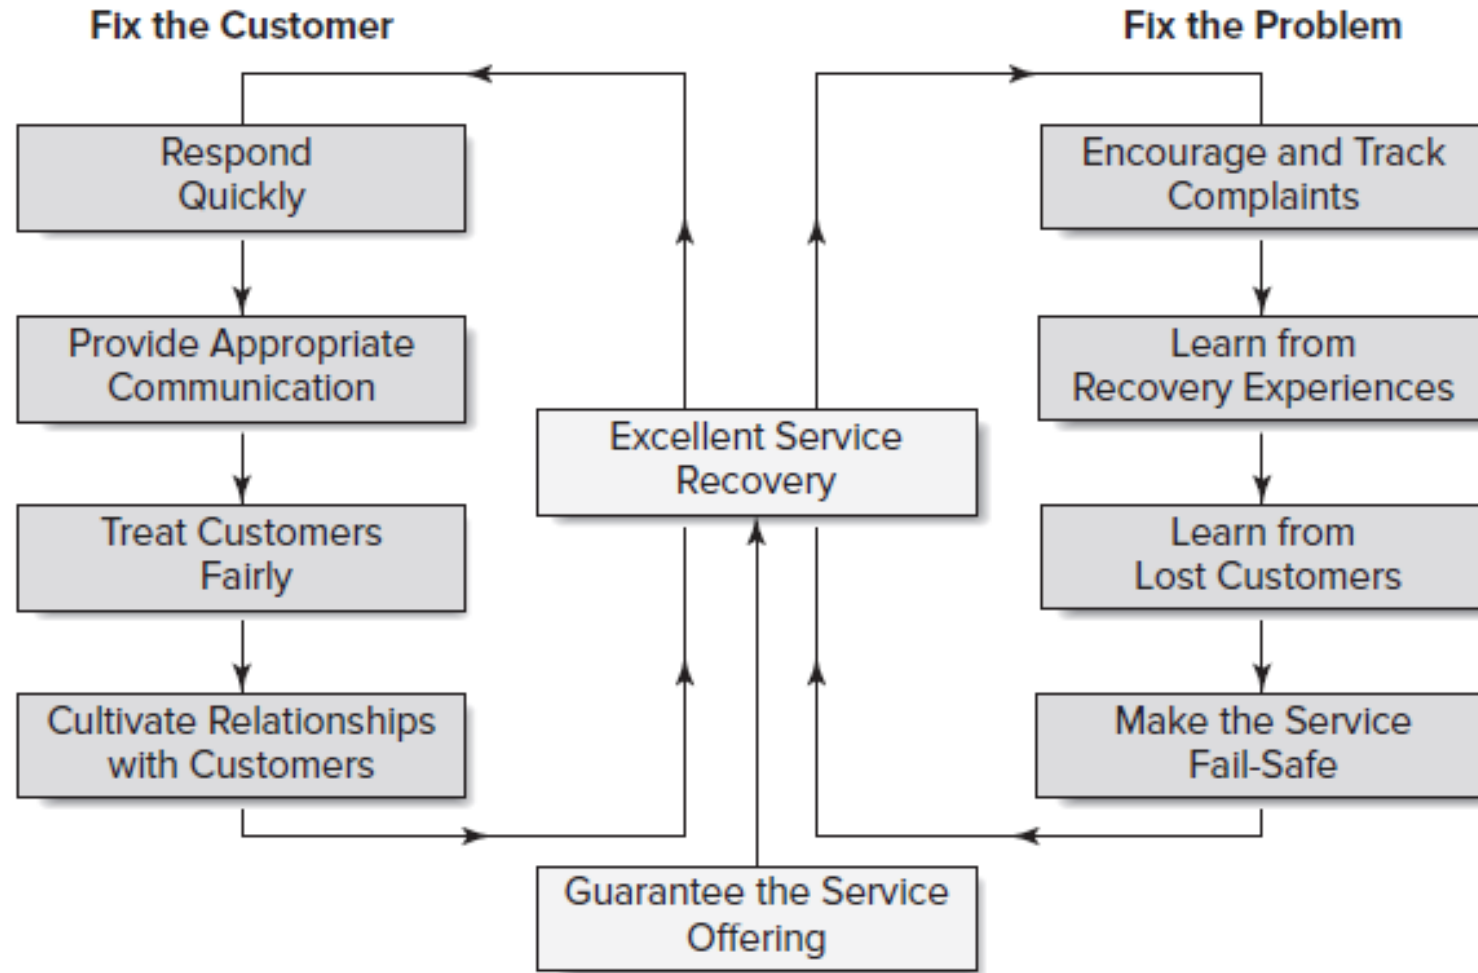 Fix the Customer
Fix the Problem
Respond
Quickly
Provide Appropriate
Communication
Treat Customers
Fairly
Cultivate Relationships
with Customers
Excellent Service
Recovery
Guarantee the Service
Offering
Encourage and Track
Complaints
Learn from
Recovery Experiences
Learn from
Lost Customers
Make the Service
Fail-Safe